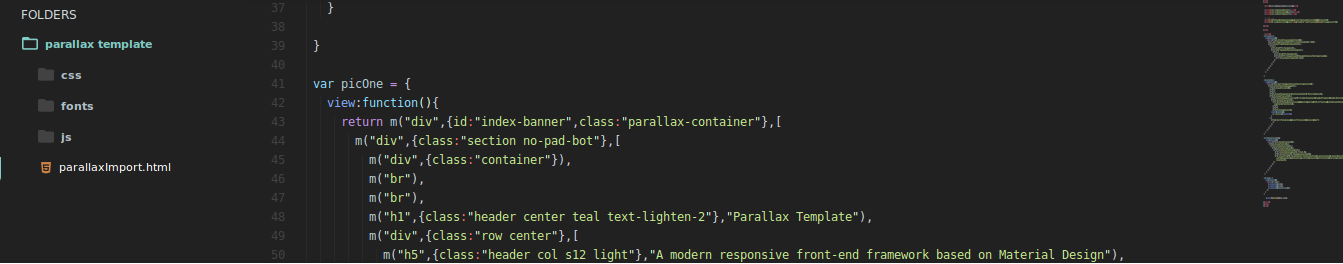 FOLDERS
parallax template
css
fonts
js
parallaxImport.html
37 }
38
39 }
40
41 var picOne = {
42 view:function(){
43 return m("div",{id:"index-banner",class:"parallax-container"},[
44 m("div",{class:"section no-pad-bot"},[
45 m("div",{class:"container"}),
46 m("br"),
47 m("br"),
48 m("h1",{class:"header center teal text-lighten-2"},"Parallax Template"),
49 m("div",{class:"row center"},[
50 m("h5",{class:"header col s12 light"},"A modern responsive front-end framework based on Material Design"),